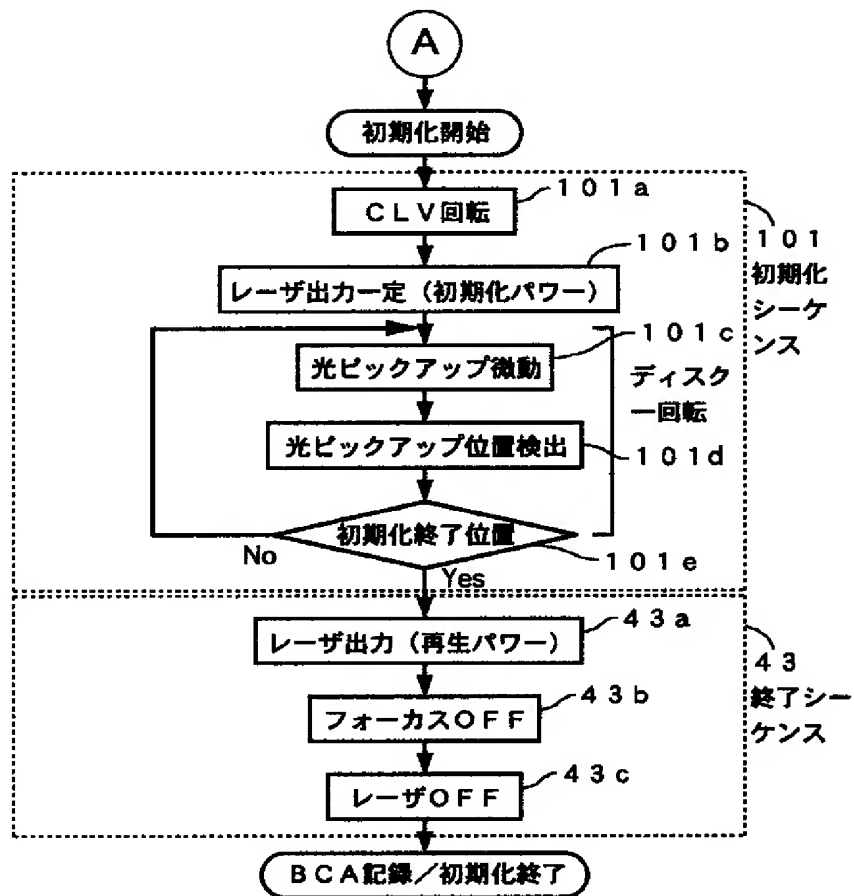 A
初期化開始
CLV回転
101a
レーザ出力一定（初期化パワー）
101b
101
初期化
シーケ
ンス
光ピックアップ微動
101c
ディスク
一回転
光ピックアップ位置検出
101d
初期化終了位置
101e
No
Yes
レーザ出力（再生パワー）
43a
43
終了シー
ケンス
フォーカスOFF
43b
レーザOFF
43c
BCA記録／初期化終了